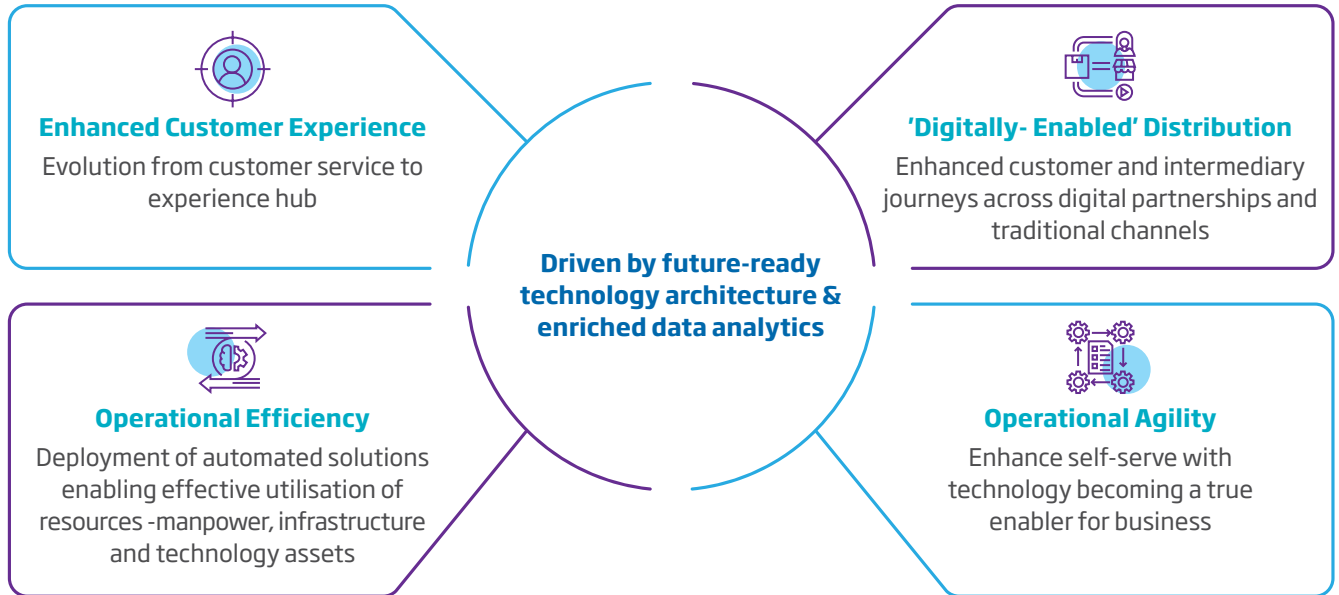 Enhanced Customer Experience
Evolution from customer service to
experience hub
'Digitally- Enabled' Distribution
Enhanced customer and intermediary
journeys across digital partnerships and
traditional channels
Driven by future-ready
technology architecture &
enriched data analytics
Operational Efficiency
Deployment of automated solutions
enabling effective utilisation of
resources -manpower, infrastructure
and technology assets
Operational Agility
Enhance self-serve with
technology becoming a true
enabler for business